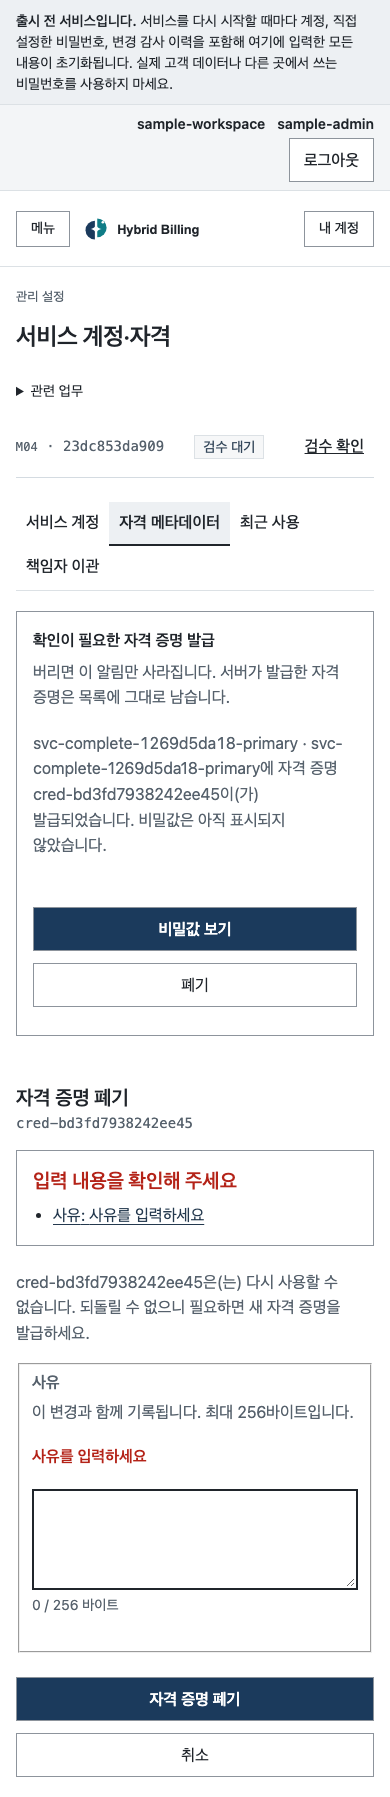 출시 전 서비스입니다. 서비스를 다시 시작할 때마다 계정, 직접
설정한 비밀번호, 변경 감사 이력을 포함해 여기에 입력한 모든
내용이 초기화됩니다. 실제 고객 데이터나 다른 곳에서 쓰는
비밀번호를 사용하지 마세요.
sample-workspace sample-admin
로그아웃
메뉴 Hybrid Billing 내 계정
관리 설정
서비스 계정·자격
▶ 관련 업무
M04 · 23dc853da909 검수 대기 검수 확인
서비스 계정 자격 메타데이터 최근 사용
책임자 이관
확인이 필요한 자격 증명 발급
버리면 이 알림만 사라집니다. 서버가 발급한 자격
증명은 목록에 그대로 남습니다.
svc-complete-1269d5da18-primary · svc-
complete-1269d5da18-primary에 자격 증명
cred-bd3fd7938242ee45이(가)
발급되었습니다. 비밀값은 아직 표시되지
않았습니다.
비밀값 보기
폐기
자격 증명 폐기
cred-bd3fd7938242ee45
입력 내용을 확인해 주세요
• 사유: 사유를 입력하세요
cred-bd3fd7938242ee45은(는) 다시 사용할 수
없습니다. 되돌릴 수 없으니 필요하면 새 자격 증명을
발급하세요.
사유
이 변경과 함께 기록됩니다. 최대 256바이트입니다.
사유를 입력하세요
0 / 256 바이트
자격 증명 폐기
취소